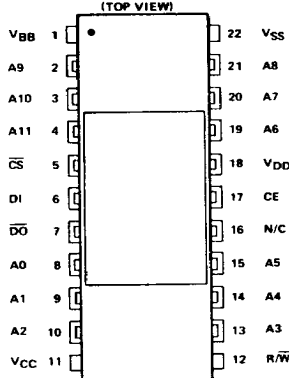 (TOP VIEW)
VBB 1 22 VSS
A9 2 21 A8
A10 3 20 A7
A11 4 19 A6
C̅S̅ 5 18 VDD
DI 6 17 CE
D̅O̅ 7 16 N/C
A0 8 15 A5
A1 9 14 A4
A2 10 13 A3
VCC 11 12 R/W̅